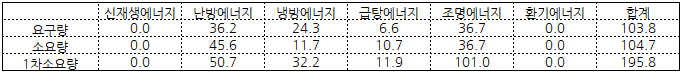 신재생에너지 난방에너지 냉방에너지 급탕에너지 조명에너지 환기에너지 합계
요구량 0.0 36.2 24.3 6.6 36.7 0.0 103.8
소요량 0.0 45.6 11.7 10.7 36.7 0.0 104.7
1차소요량 0.0 50.7 32.2 11.9 101.0 0.0 195.8